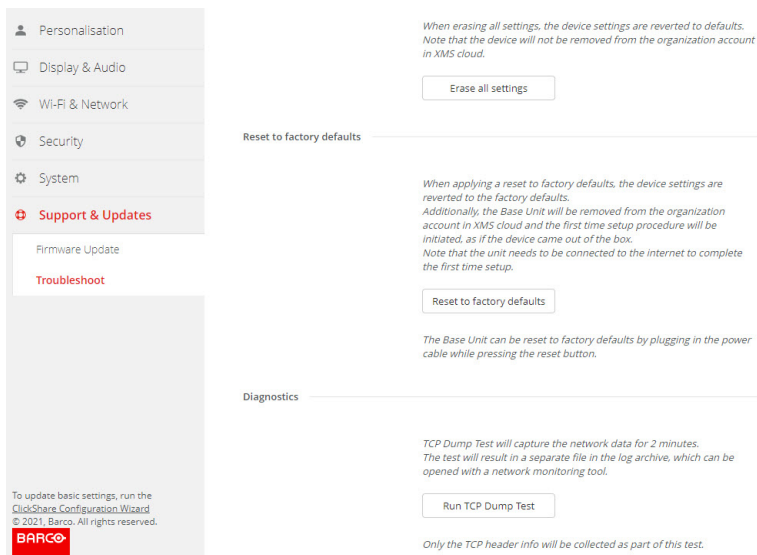 Personalisation
Display & Audio
Wi-Fi & Network
Security
System
Support & Updates
Firmware Update
Troubleshoot
To update basic settings, run the
ClickShare Configuration Wizard
© 2021, Barco. All rights reserved.
BARCO
When erasing all settings, the device settings are reverted to defaults.
Note that the device will not be removed from the organization account
in XMS cloud.
Erase all settings
Reset to factory defaults
When applying a reset to factory defaults, the device settings are
reverted to the factory defaults.
Additionally, the Base Unit will be removed from the organization
account in XMS cloud and the first time setup procedure will be
initiated, as if the device came out of the box.
Note that the unit needs to be connected to the internet to complete
the first time setup.
Reset to factory defaults
The Base Unit can be reset to factory defaults by plugging in the power
cable while pressing the reset button.
Diagnostics
TCP Dump Test will capture the network data for 2 minutes.
The test will result in a separate file in the log archive, which can be
opened with a network monitoring tool.
Run TCP Dump Test
Only the TCP header info will be collected as part of this test.